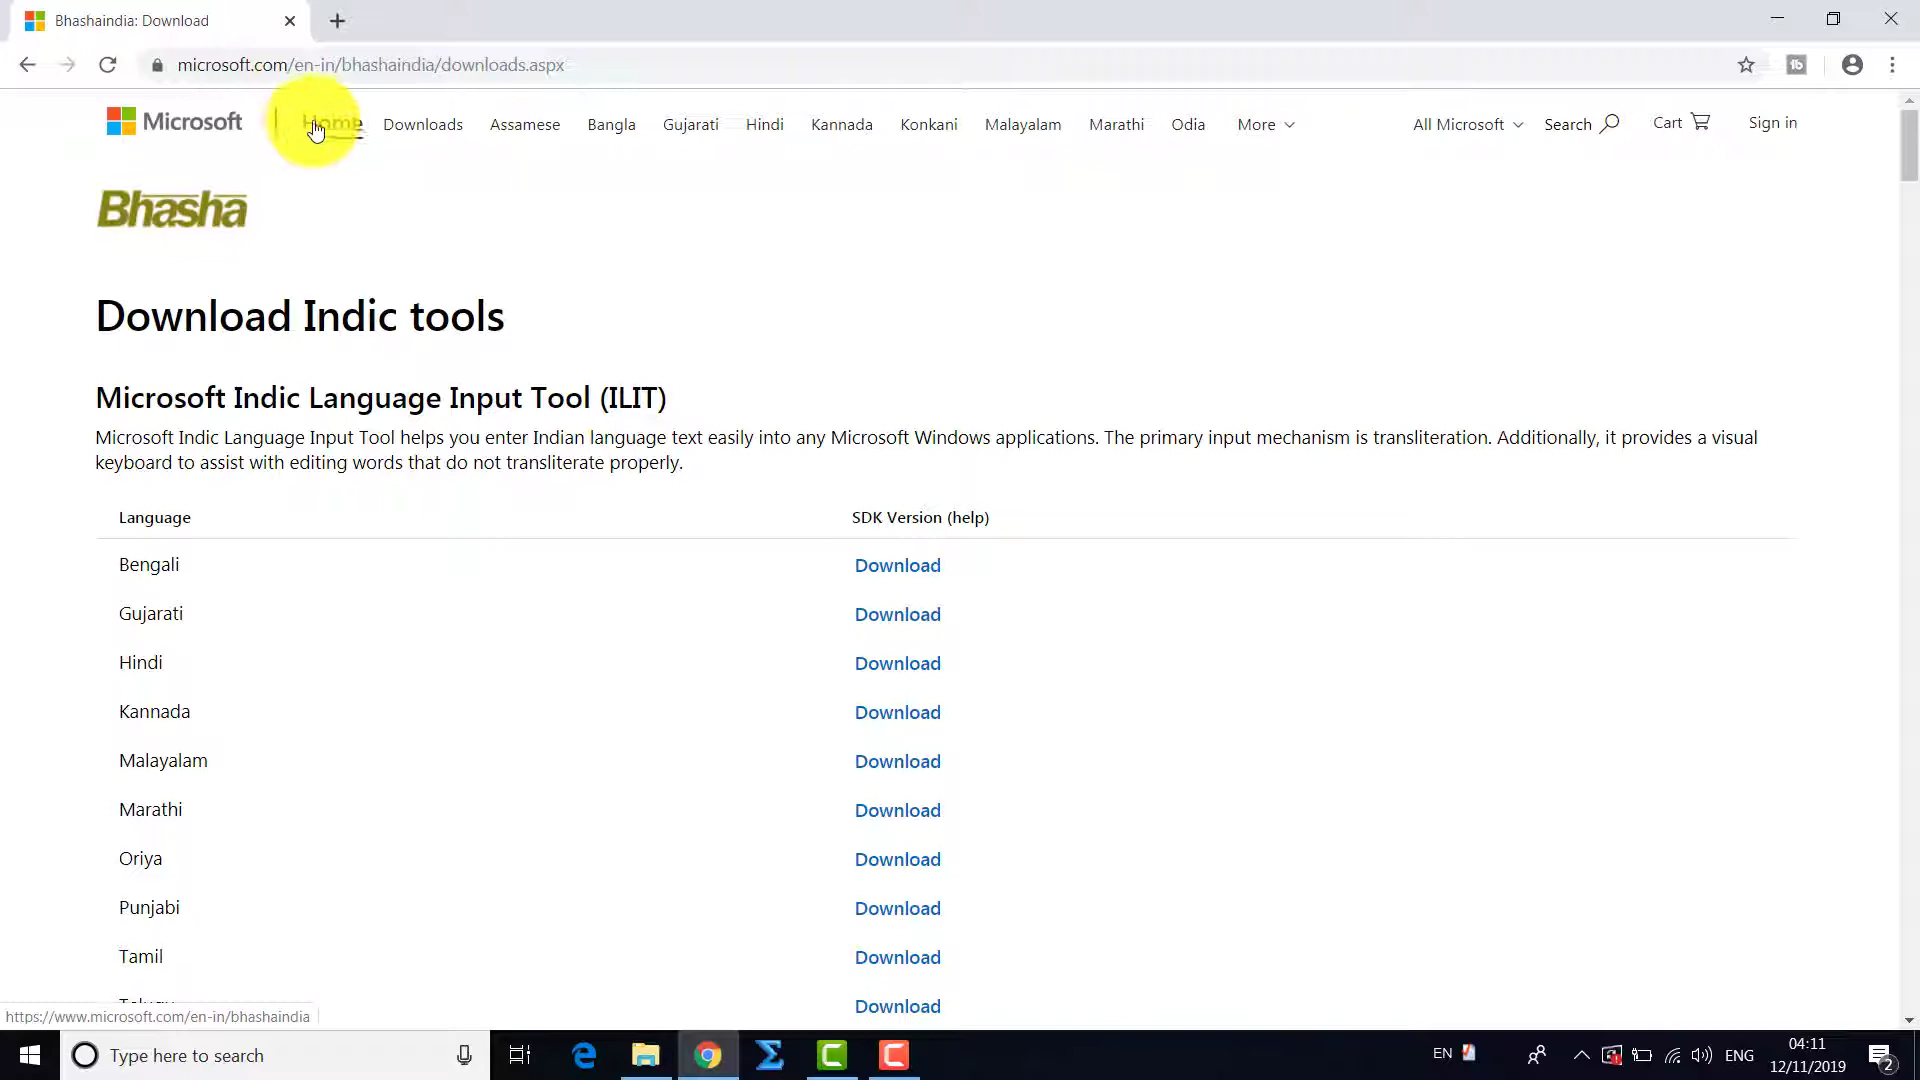 Bhashaindia: Download
microsoft.com/en-in/bhashaindia/downloads.aspx
Microsoft Home Downloads Assamese Bangla Gujarati Hindi Kannada Konkani Malayalam Marathi Odia More All Microsoft Search Cart Sign in
Bhasha
Download Indic tools
Microsoft Indic Language Input Tool (ILIT)
Microsoft Indic Language Input Tool helps you enter Indian language text easily into any Microsoft Windows applications. The primary input mechanism is transliteration. Additionally, it provides a visual
keyboard to assist with editing words that do not transliterate properly.
Language SDK Version (help)
Bengali Download
Gujarati Download
Hindi Download
Kannada Download
Malayalam Download
Marathi Download
Oriya Download
Punjabi Download
Tamil Download
Telugu Download
https://www.microsoft.com/en-in/bhashaindia
Type here to search
EN ENG
04:11
12/11/2019
2